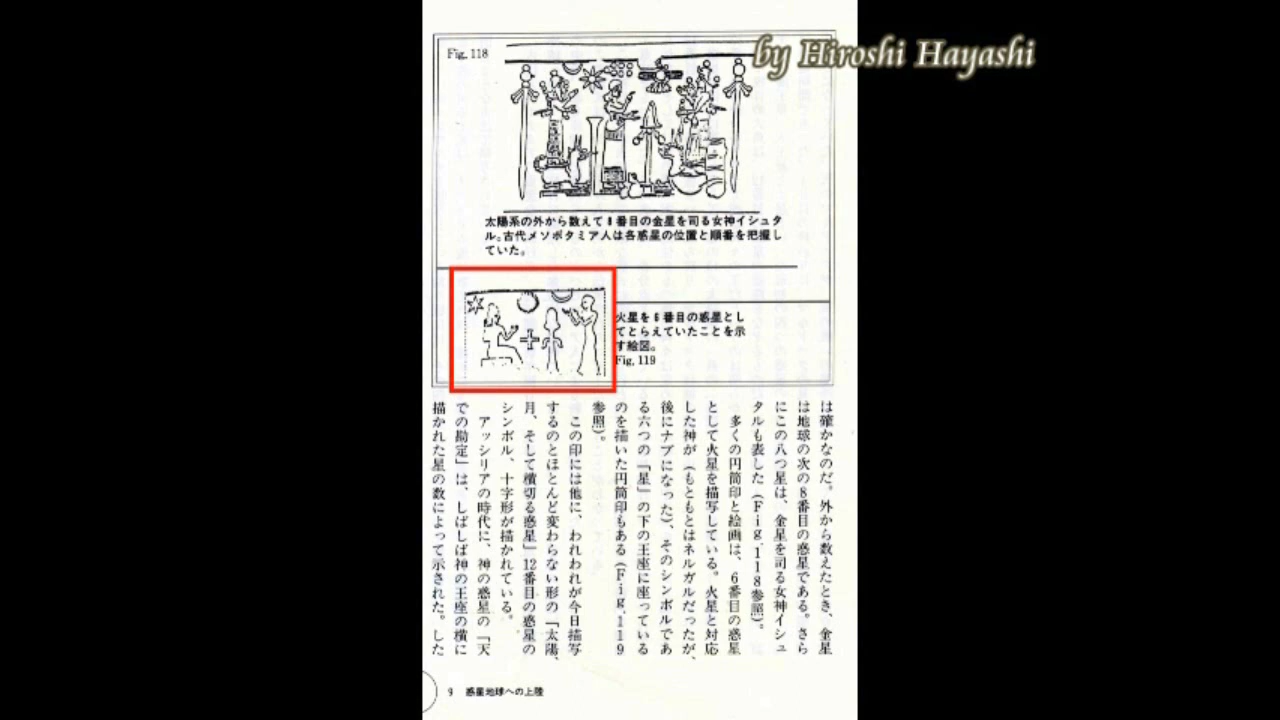 by Hiroshi Hayashi
Fig. 118
太陽系の外から数えて8番目の金星を司る女神イシュタ
ル。古代メソポタミア人は各惑星の位置と順番を把握し
ていた。
火星を6番目の惑星とし
てとらえていたことを示
す絵図。
Fig. 119
は確かなのだ。外から数えたとき、金星
は地球の次の8番目の惑星である。さら
にこの八つ星は、金星を司る女神イシュ
タルも表した(Fig.118参照)。
多くの円筒印と絵画は、6番目の惑星
として火星を描写している。火星と対応
した神が(もともとはネルガルだったが、
後にナブになった)、そのシンボルであ
る六つの「星」の下の王座に座っている
のを描いた円筒印もある(Fig.119
参照)。
この印には他に、われわれが今日描写
するのとほとんど変わらない形の「太陽、
月、そして横切る惑星」12番目の惑星の
シンボル、十字形が描かれている。
アッシリアの時代に、神の惑星の「天
での勘定」は、しばしば神の王座の横に
描かれた星の数によって示された。した
9 惑星地球への上陸